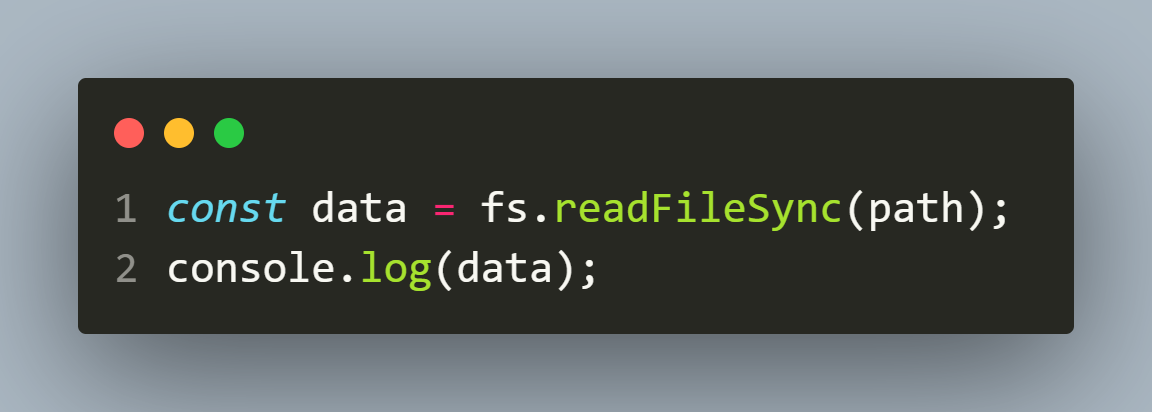 1 const data = fs.readFileSync(path);
2 console.log(data);